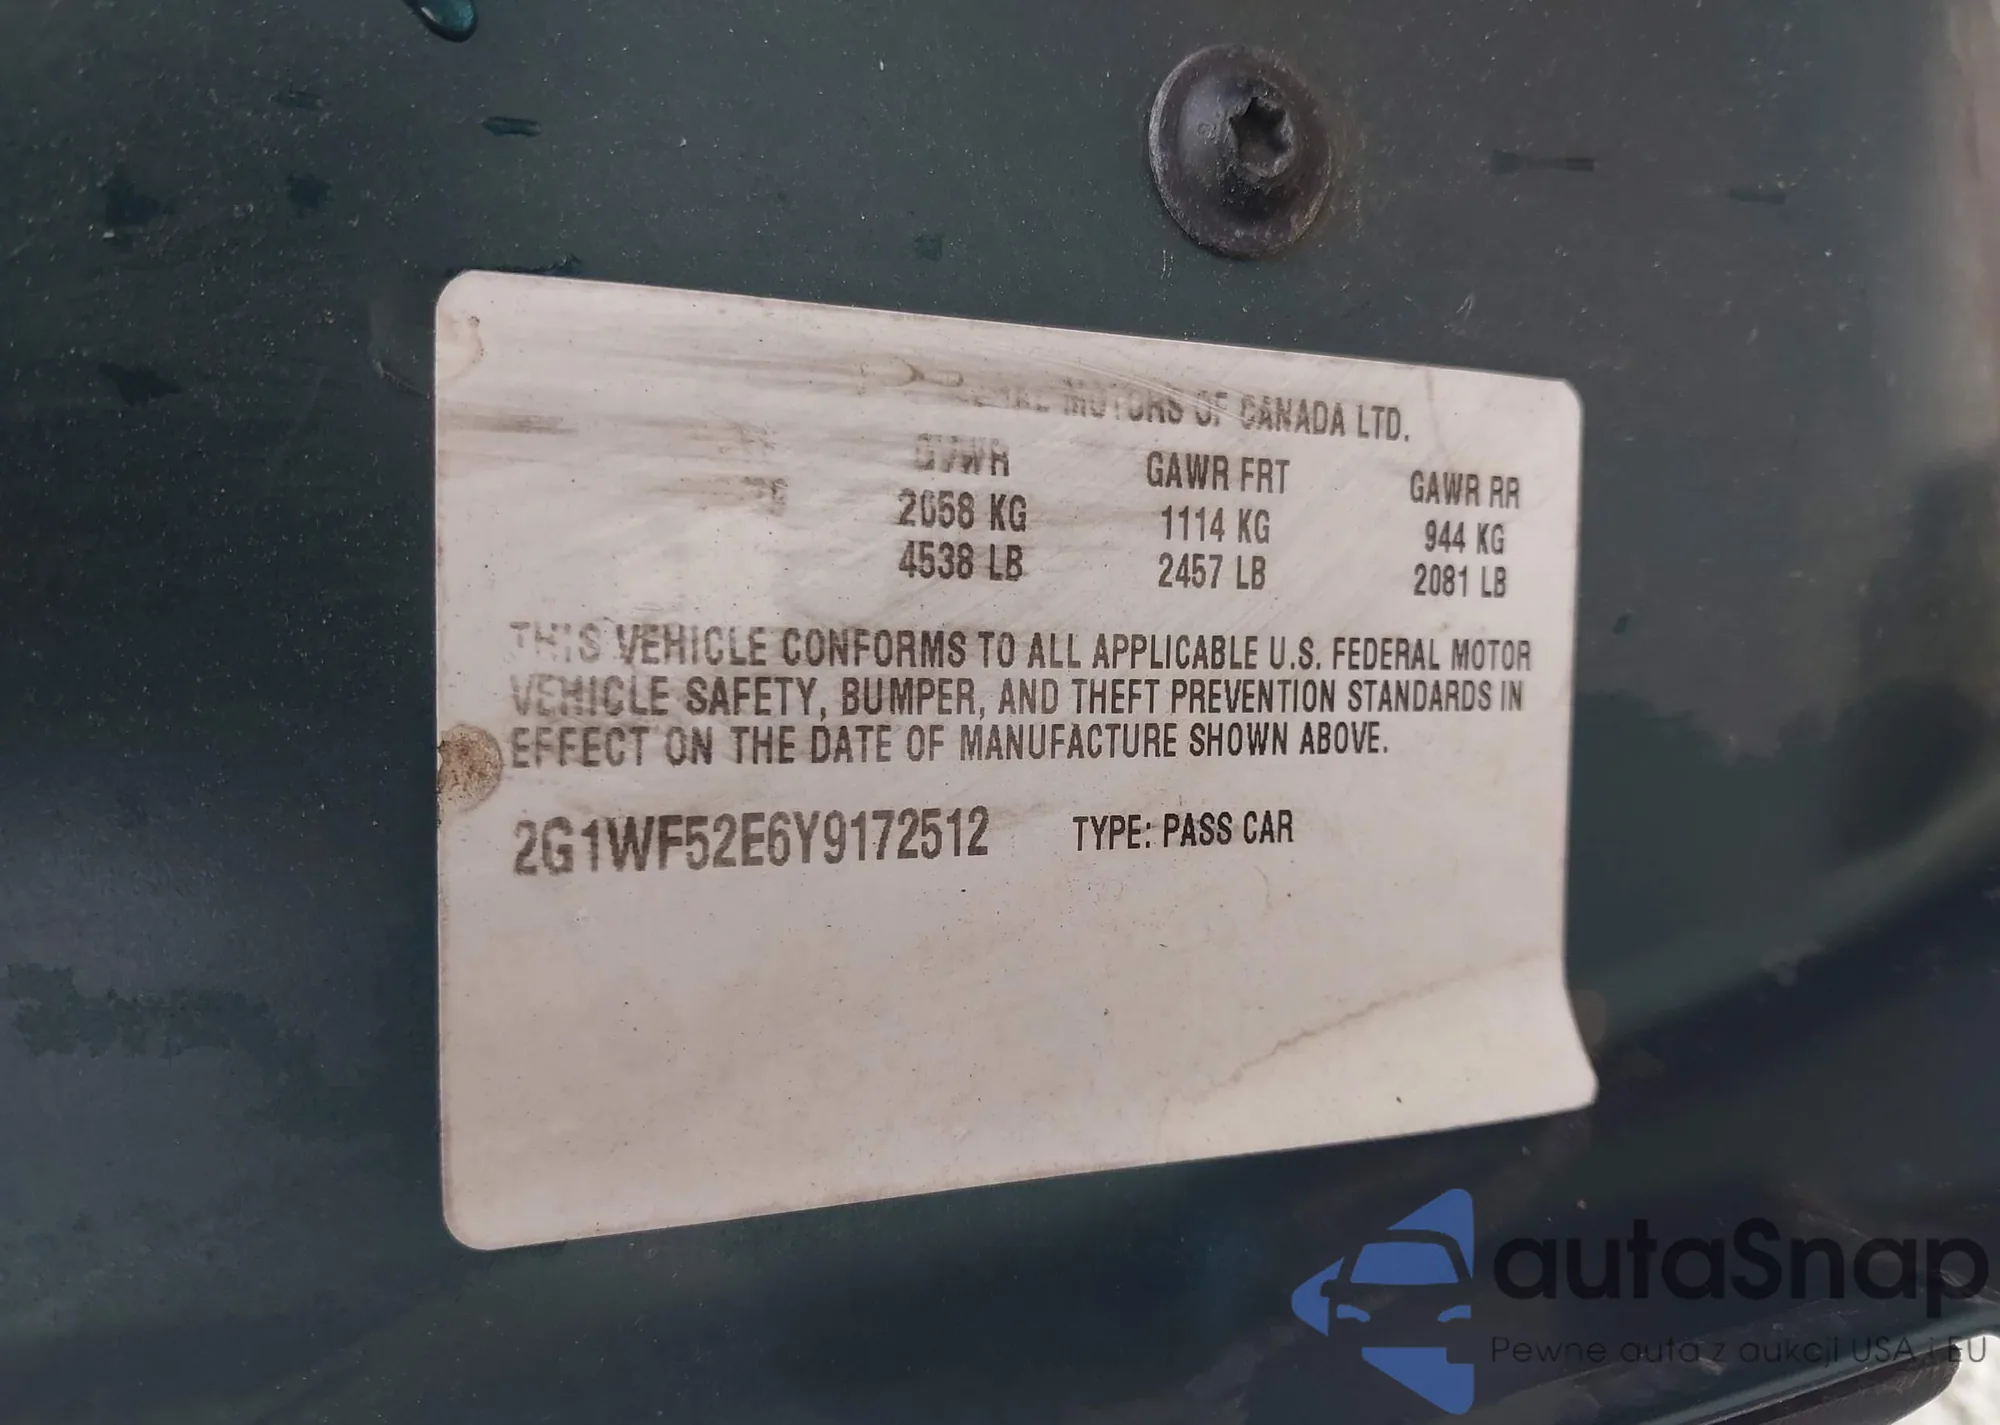 MOTORS OF CANADA LTD.
GVWR GAWR FRT GAWR RR
2058 KG 1114 KG 944 KG
4538 LB 2457 LB 2081 LB
THIS VEHICLE CONFORMS TO ALL APPLICABLE U.S. FEDERAL MOTOR
VEHICLE SAFETY, BUMPER, AND THEFT PREVENTION STANDARDS IN
EFFECT ON THE DATE OF MANUFACTURE SHOWN ABOVE.
2G1WF52E6Y9172512 TYPE: PASS CAR
autaSnap
Pewne auta z aukcji USA i EU